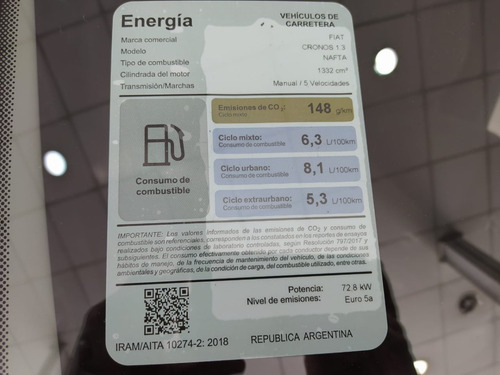 Energía
VEHÍCULOS DE
CARRETERA
Marca comercial FIAT
Modelo CRONOS 1.3
Tipo de combustible NAFTA
Cilindrada del motor 1332 cm³
Transmisión/Marchas Manual / 5 Velocidades
Emisiones de CO₂: 148 g/km
Ciclo mixto
Ciclo mixto: 6,3 L/100km
Consumo de combustible
Ciclo urbano: 8,1 L/100km
Consumo de combustible
Ciclo extraurbano: 5,3 L/100km
Consumo de combustible
Consumo de
combustible
IMPORTANTE: Los valores informados de las emisiones de CO₂ y consumo de
combustible son referenciales, corresponden a los constatados en los reportes de ensayos
realizados bajo condiciones de laboratorio controladas, según Resolución 797/2017 y
subsiguientes. El consumo efectivamente obtenido por cada conductor depende de sus
hábitos de manejo, de la frecuencia de mantenimiento del vehículo, de las condiciones
ambientales y geográficas, de la condición de carga, del combustible utilizado, entre otras.
Potencia: 72.8 kW
Nivel de emisiones: Euro 5a
IRAM/AITA 10274-2: 2018 REPUBLICA ARGENTINA